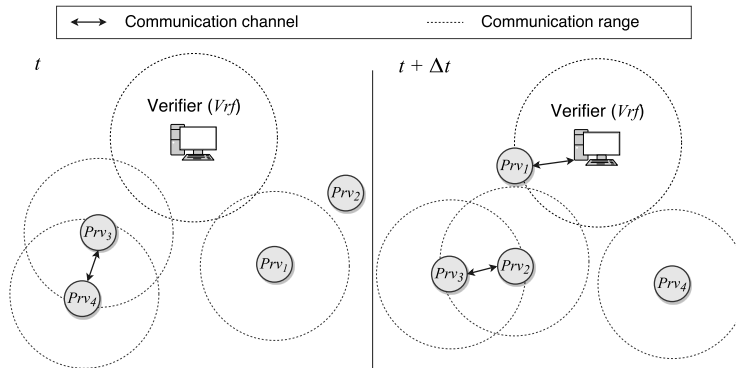 Communication channel
Communication range
t
Verifier (Vrf)
Prv2
Prv3
Prv1
Prv4
t + Δt
Verifier (Vrf)
Prv1
Prv3
Prv2
Prv4